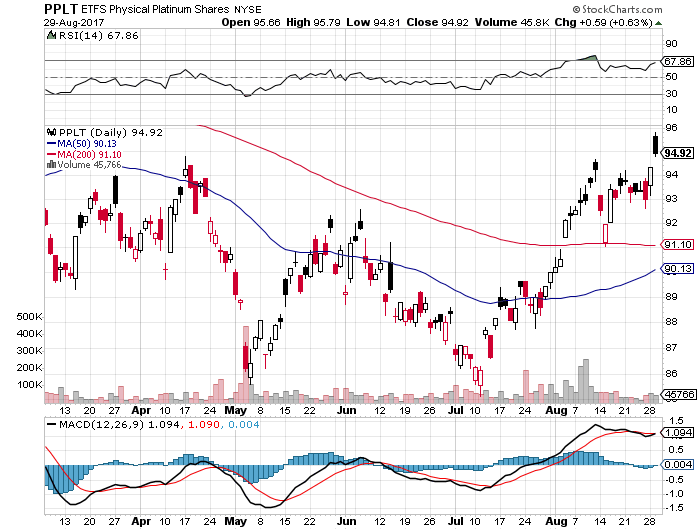 PPLT ETFS Physical Platinum Shares NYSE
© StockCharts.com
29-Aug-2017
Open 95.66 High 95.79 Low 94.81 Close 94.92 Volume 45.8K Chg +0.59 (+0.63%)
RSI(14) 67.86
90
67.86
50
30
10
PPLT (Daily) 94.92
MA(50) 90.13
MA(200) 91.10
Volume 45,766
96
94.92
94
93
92
91.10
90.13
89
88
87
86
45766
500K
400K
300K
200K
100K
13 20 27 Apr 10 17 24 May 8 15 22 Jun 12 19 26 Jul 10 17 24 Aug 7 14 21 28
MACD(12,26,9) 1.094, 1.090, 0.004
1.5
1.094
0.5
0.004
-0.5
-1.0
-1.5
13 20 27 Apr 10 17 24 May 8 15 22 Jun 12 19 26 Jul 10 17 24 Aug 7 14 21 28